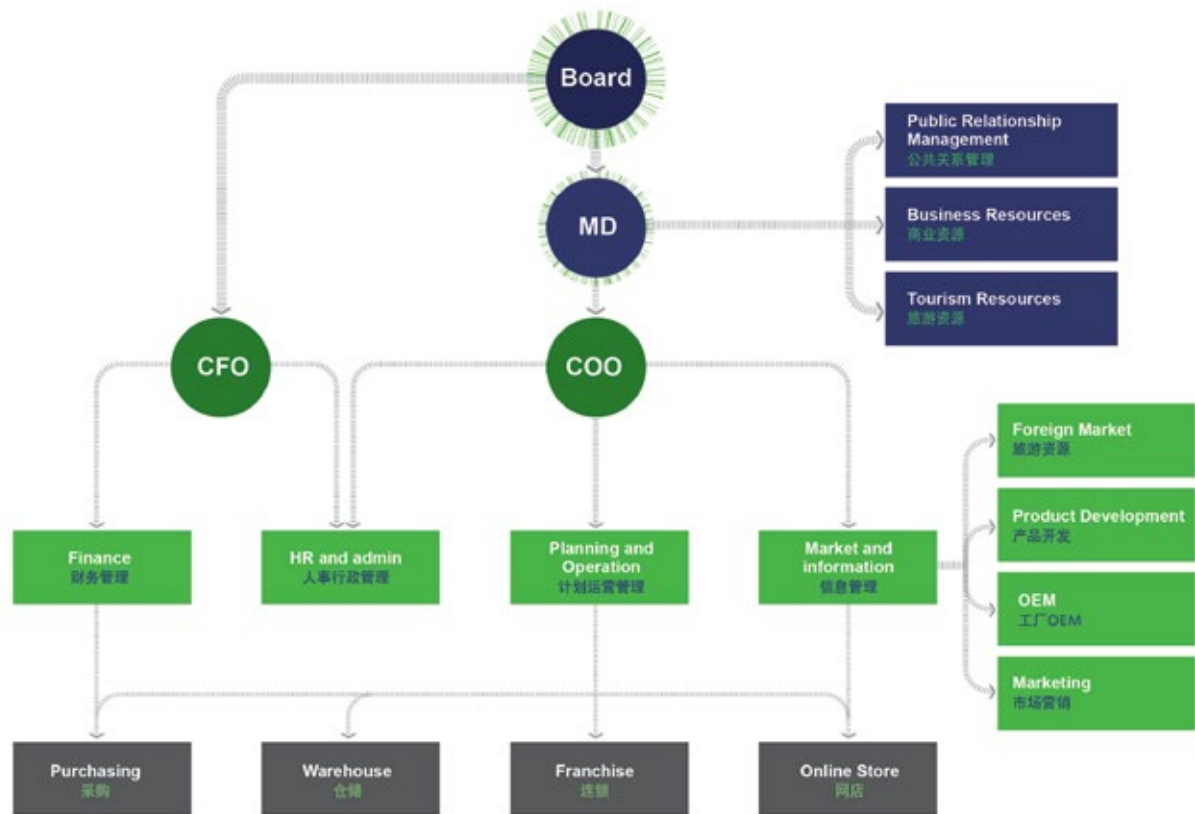 Board
Public Relationship
Management
公共关系管理
MD
Business Resources
商业资源
Tourism Resources
旅游资源
CFO
COO
Foreign Market
旅游资源
Product Development
产品开发
Finance
财务管理
HR and admin
人事行政管理
Planning and
Operation
计划运营管理
Market and
information
信息管理
OEM
工厂OEM
Marketing
市场营销
Purchasing
采购
Warehouse
仓储
Franchise
连锁
Online Store
网店